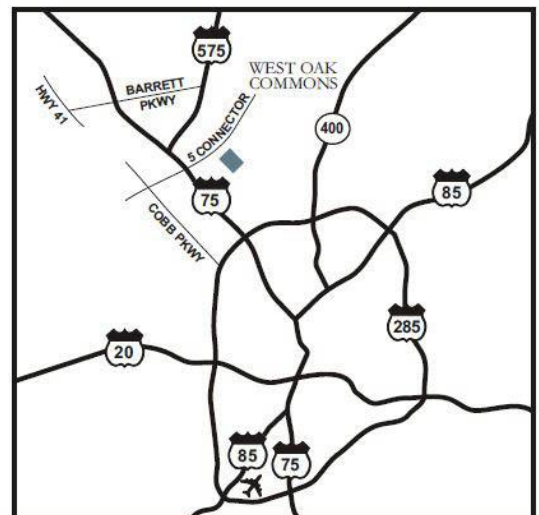 575
WEST OAK
COMMONS
BARRETT
PKWY
HWY 41
5 CONNECTOR
400
75
85
COBB PKWY
285
20
85
75